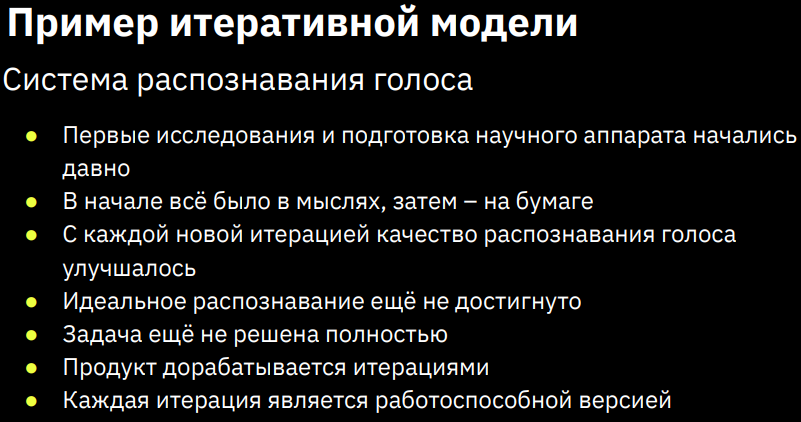 Пример итеративной модели
Система распознавания голоса
● Первые исследования и подготовка научного аппарата начались
давно
● В начале всё было в мыслях, затем – на бумаге
● С каждой новой итерацией качество распознавания голоса
улучшалось
● Идеальное распознавание ещё не достигнуто
● Задача ещё не решена полностью
● Продукт дорабатывается итерациями
● Каждая итерация является работоспособной версией